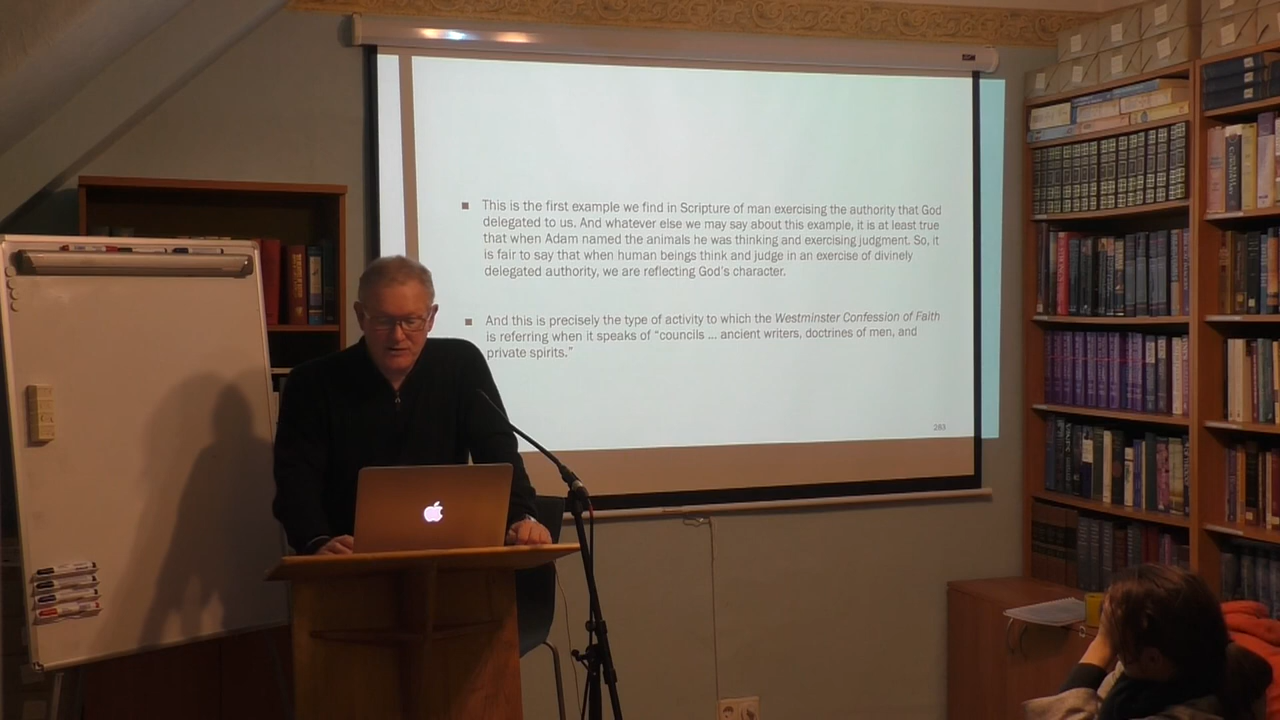 This is the first example we find in Scripture of man exercising the authority that God
delegated to us. And whatever else we may say about this example, it is at least true
that when Adam named the animals he was thinking and exercising judgment. So, it
is fair to say that when human beings think and judge in an exercise of divinely
delegated authority, we are reflecting God's character.
And this is precisely the type of activity to which the Westminster Confession of Faith
is referring when it speaks of “councils ... ancient writers, doctrines of men, and
private spirits.”
283